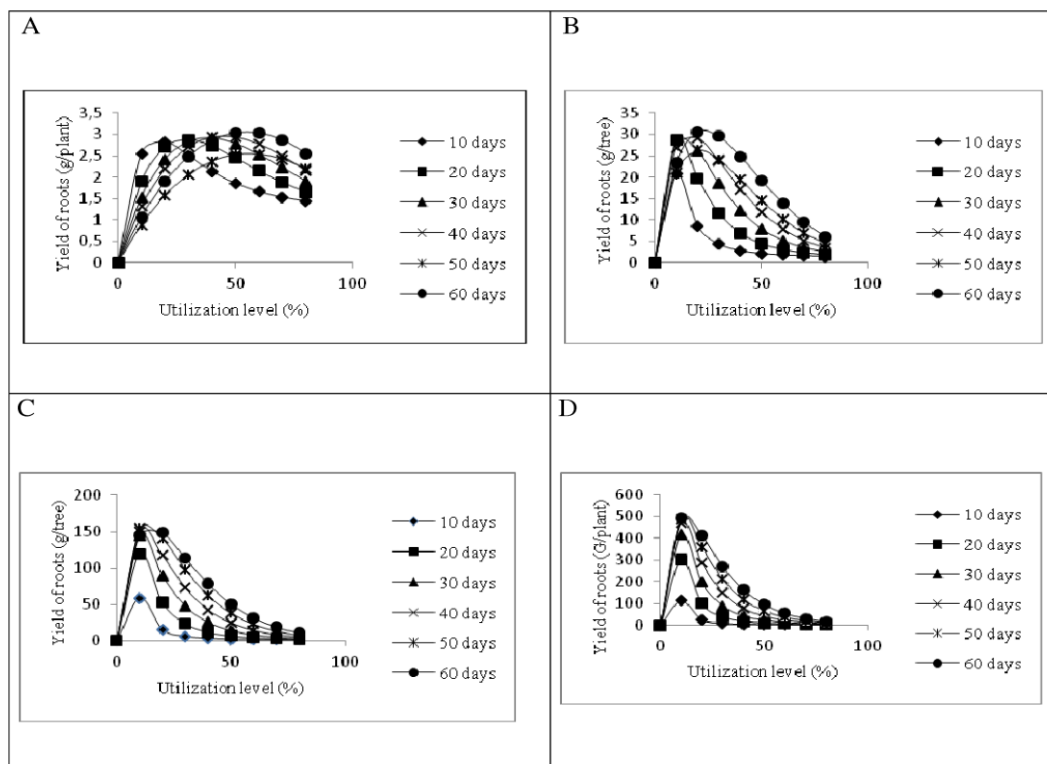 A
Yield of roots (g/plant)
3,5
3
2,5
2
1,5
1
0,5
0
0 50 100
Utilization level (%)
10 days
20 days
30 days
40 days
50 days
60 days
B
Yield of roots (g/tree)
35
30
25
20
15
10
5
0
0 50 100
Utilization level (%)
10 days
20 days
30 days
40 days
50 days
60 days
C
Yield of roots (g/tree)
200
150
100
50
0
0 50 100
Utilization level (%)
10 days
20 days
30 days
40 days
50 days
60 days
D
Yield of roots (G/plant)
600
500
400
300
200
100
0
0 50 100
Utilization level (%)
10 days
20 days
30 days
40 days
50 days
60 days